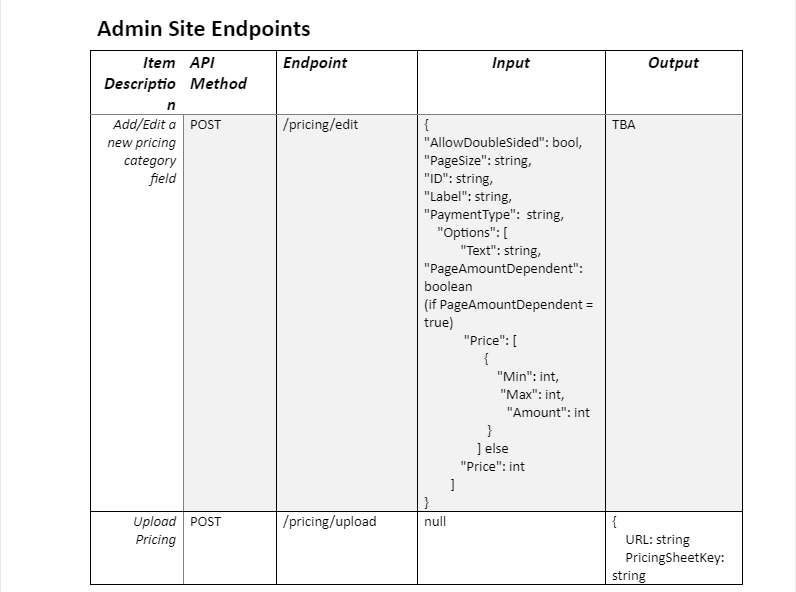 Admin Site Endpoints
Item Descriptio n
API Method
Endpoint
Input
Output
Add/Edit a
new pricing
category
field
POST
/pricing/edit
{
"AllowDoubleSided": bool,
"PageSize": string,
"ID": string,
"Label": string,
"PaymentType":  string,
"Options": [
"Text": string,
"PageAmountDependent":
boolean
(if PageAmountDependent =
true)
"Price": [
{
"Min": int,
"Max": int,
"Amount": int
}
] else
"Price": int
]
}
TBA
Upload
Pricing
POST
/pricing/upload
null
{
URL: string
PricingSheetKey:
string